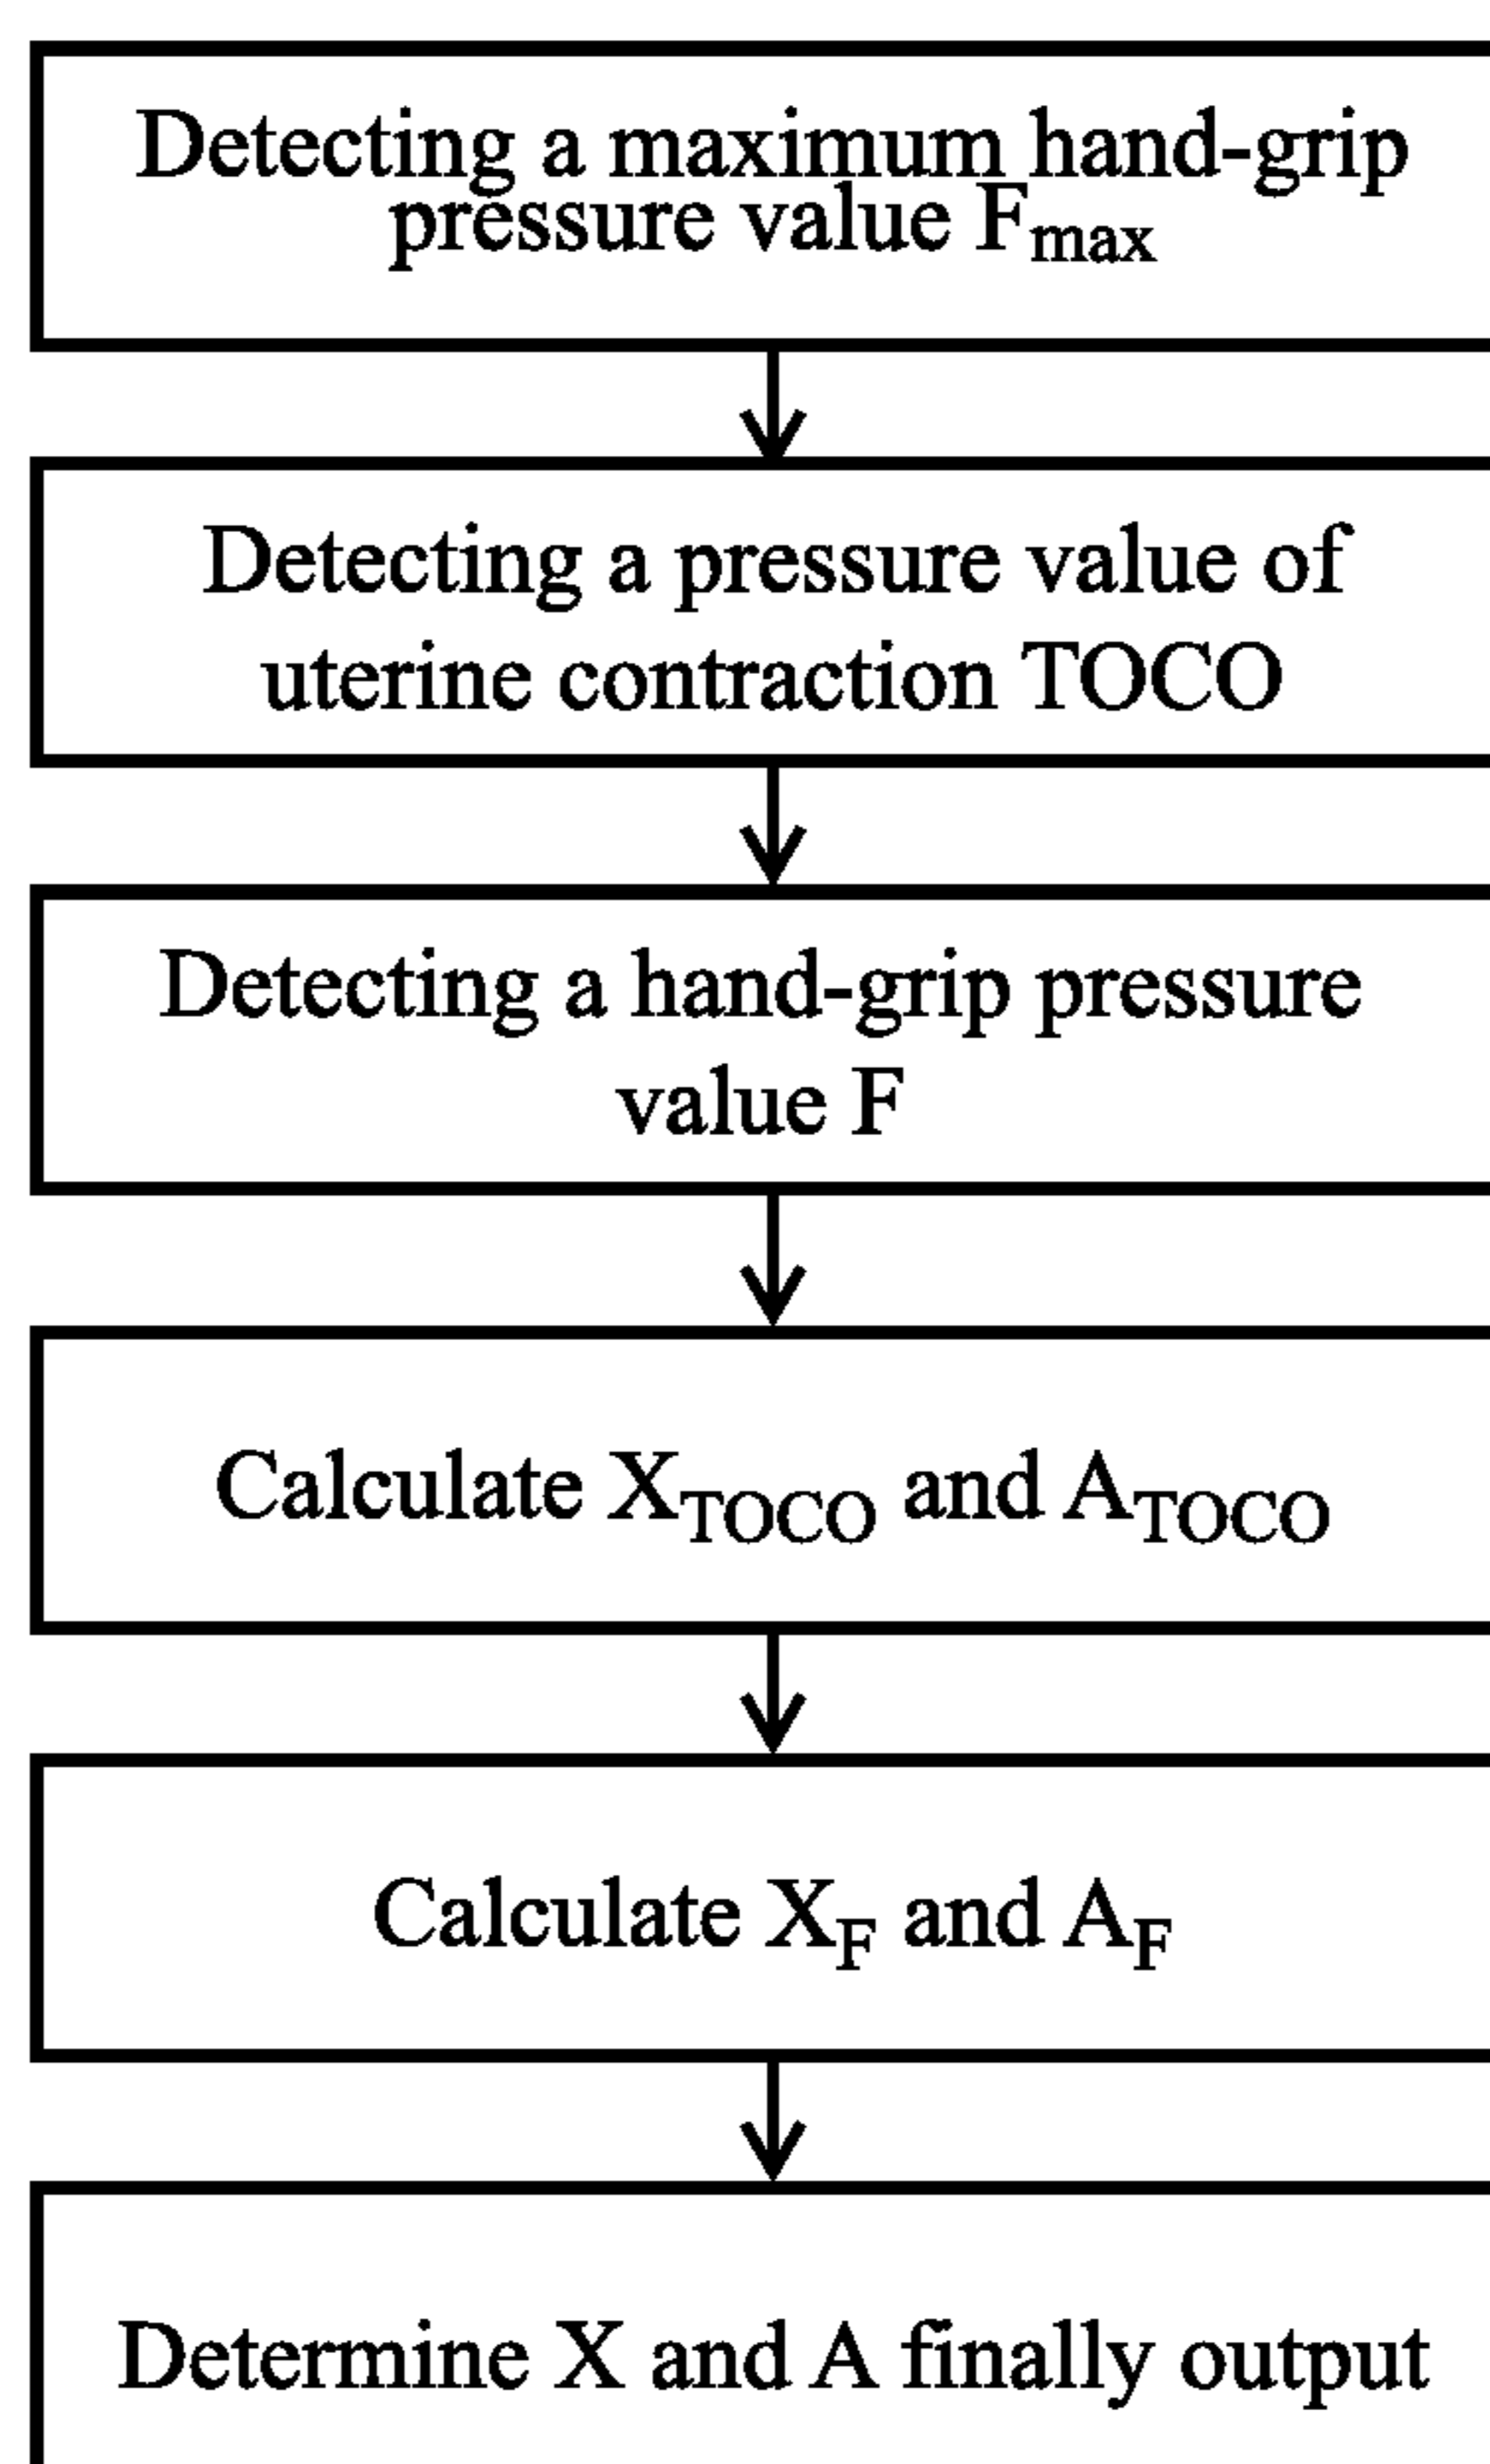 Detecting a maximum hand-grip
pressure value Fmax
Detecting a pressure value of
uterine contraction TOCO
Detecting a hand-grip pressure
value F
Calculate XTOCO and ATOCO
Calculate XF and AF
Determine X and A finally output